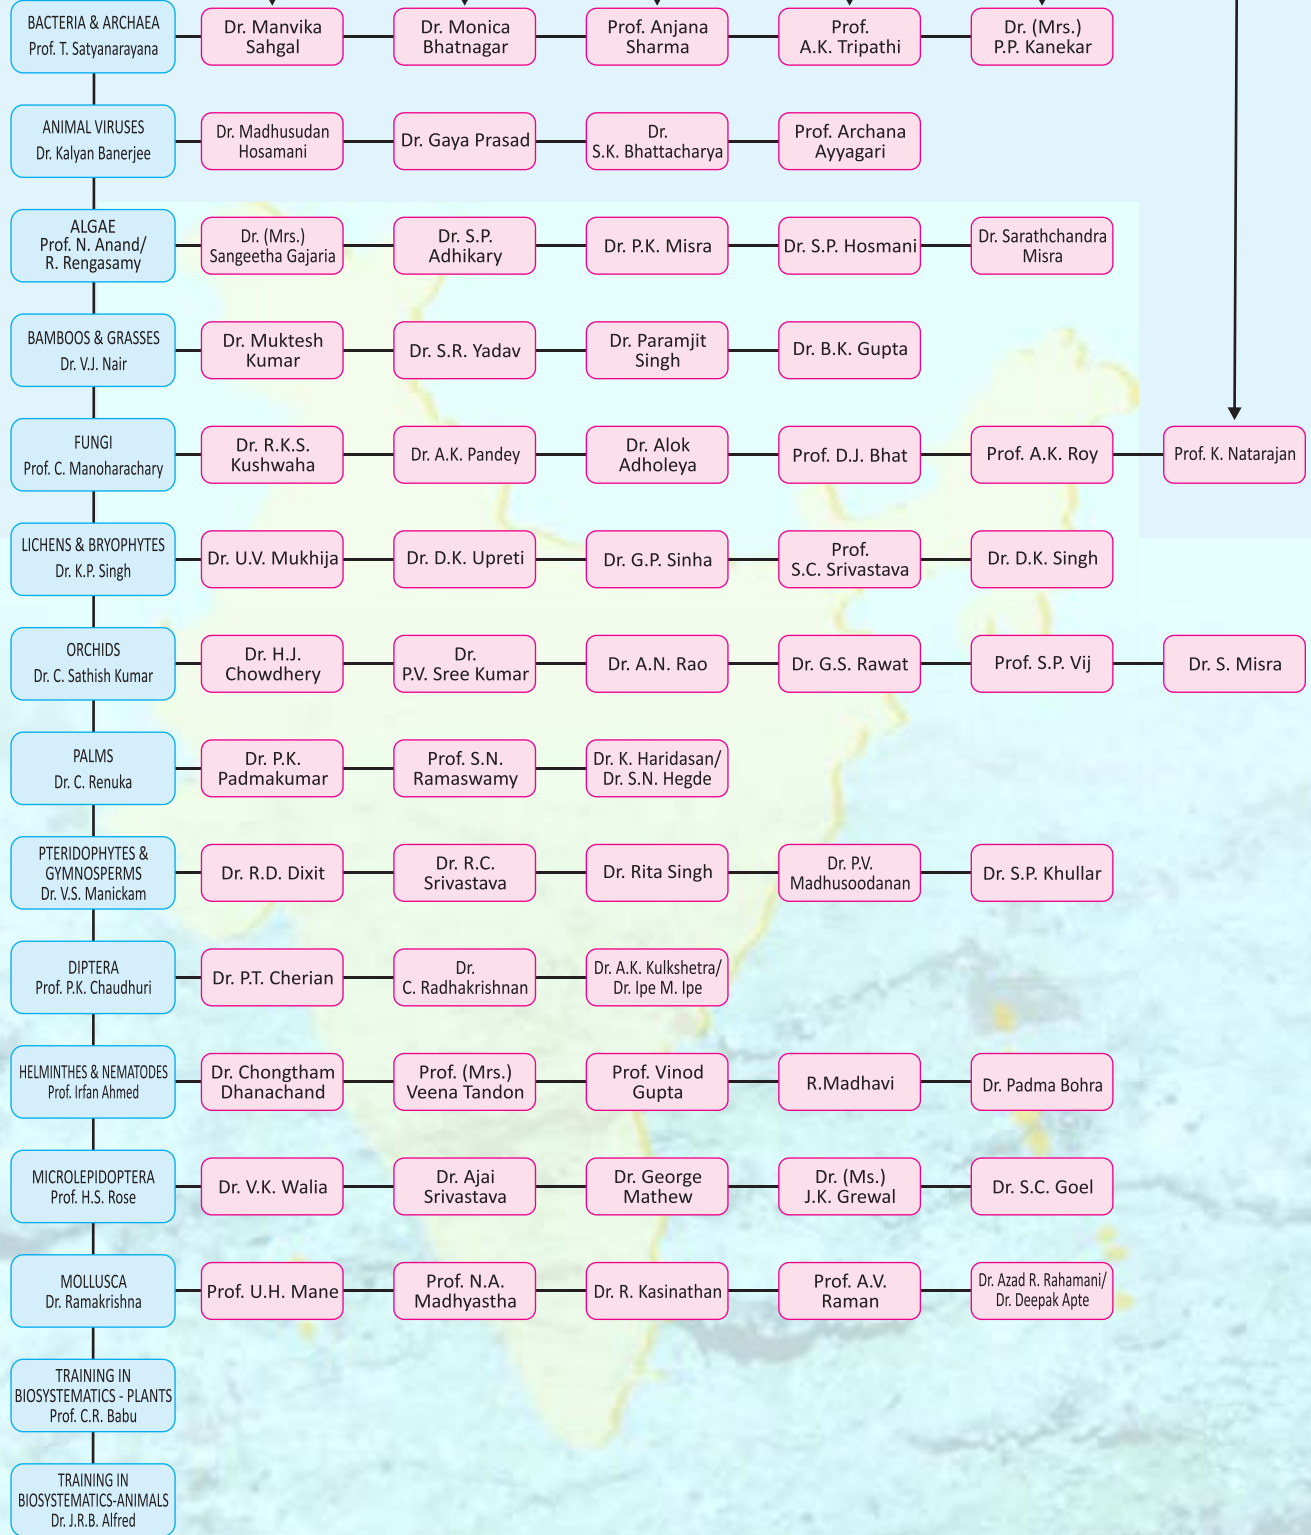 BACTERIA & ARCHAEA
Prof. T. Satyanarayana
Dr. Manvika
Sahgal
Dr. Monica
Bhatnagar
Prof. Anjana
Sharma
Prof.
A.K. Tripathi
Dr. (Mrs.)
P.P. Kanekar
ANIMAL VIRUSES
Dr. Kalyan Banerjee
Dr. Madhusudan
Hosamani
Dr. Gaya Prasad
Dr.
S.K. Bhattacharya
Prof. Archana
Ayyagari
ALGAE
Prof. N. Anand/
R. Rengasamy
Dr. (Mrs.)
Sangeetha Gajaria
Dr. S.P.
Adhikary
Dr. P.K. Misra
Dr. S.P. Hosmani
Dr. Sarathchandra
Misra
BAMBOOS & GRASSES
Dr. V.J. Nair
Dr. Muktesh
Kumar
Dr. S.R. Yadav
Dr. Paramjit
Singh
Dr. B.K. Gupta
FUNGI
Prof. C. Manoharachary
Dr. R.K.S.
Kushwaha
Dr. A.K. Pandey
Dr. Alok
Adholeya
Prof. D.J. Bhat
Prof. A.K. Roy
Prof. K. Natarajan
LICHENS & BRYOPHYTES
Dr. K.P. Singh
Dr. U.V. Mukhija
Dr. D.K. Upreti
Dr. G.P. Sinha
Prof.
S.C. Srivastava
Dr. D.K. Singh
ORCHIDS
Dr. C. Sathish Kumar
Dr. H.J.
Chowdhery
Dr.
P.V. Sree Kumar
Dr. A.N. Rao
Dr. G.S. Rawat
Prof. S.P. Vij
Dr. S. Misra
PALMS
Dr. C. Renuka
Dr. P.K.
Padmakumar
Prof. S.N.
Ramaswamy
Dr. K. Haridasan/
Dr. S.N. Hegde
PTERIDOPHYTES &
GYMNOSPERMS
Dr. V.S. Manickam
Dr. R.D. Dixit
Dr. R.C.
Srivastava
Dr. Rita Singh
Dr. P.V.
Madhusoodanan
Dr. S.P. Khullar
DIPTERA
Prof. P.K. Chaudhuri
Dr. P.T. Cherian
Dr.
C. Radhakrishnan
Dr. A.K. Kulkshetra/
Dr. Ipe M. Ipe
HELMINTHES & NEMATODES
Prof. Irfan Ahmed
Dr. Chongtham
Dhanachand
Prof. (Mrs.)
Veena Tandon
Prof. Vinod
Gupta
R.Madhavi
Dr. Padma Bohra
MICROLEPIDOPTERA
Prof. H.S. Rose
Dr. V.K. Walia
Dr. Ajai
Srivastava
Dr. George
Mathew
Dr. (Ms.)
J.K. Grewal
Dr. S.C. Goel
MOLLUSCA
Dr. Ramakrishna
Prof. U.H. Mane
Prof. N.A.
Madhyastha
Dr. R. Kasinathan
Prof. A.V.
Raman
Dr. Azad R. Rahamani/
Dr. Deepak Apte
TRAINING IN
BIOSYSTEMATICS - PLANTS
Prof. C.R. Babu
TRAINING IN
BIOSYSTEMATICS-ANIMALS
Dr. J.R.B. Alfred